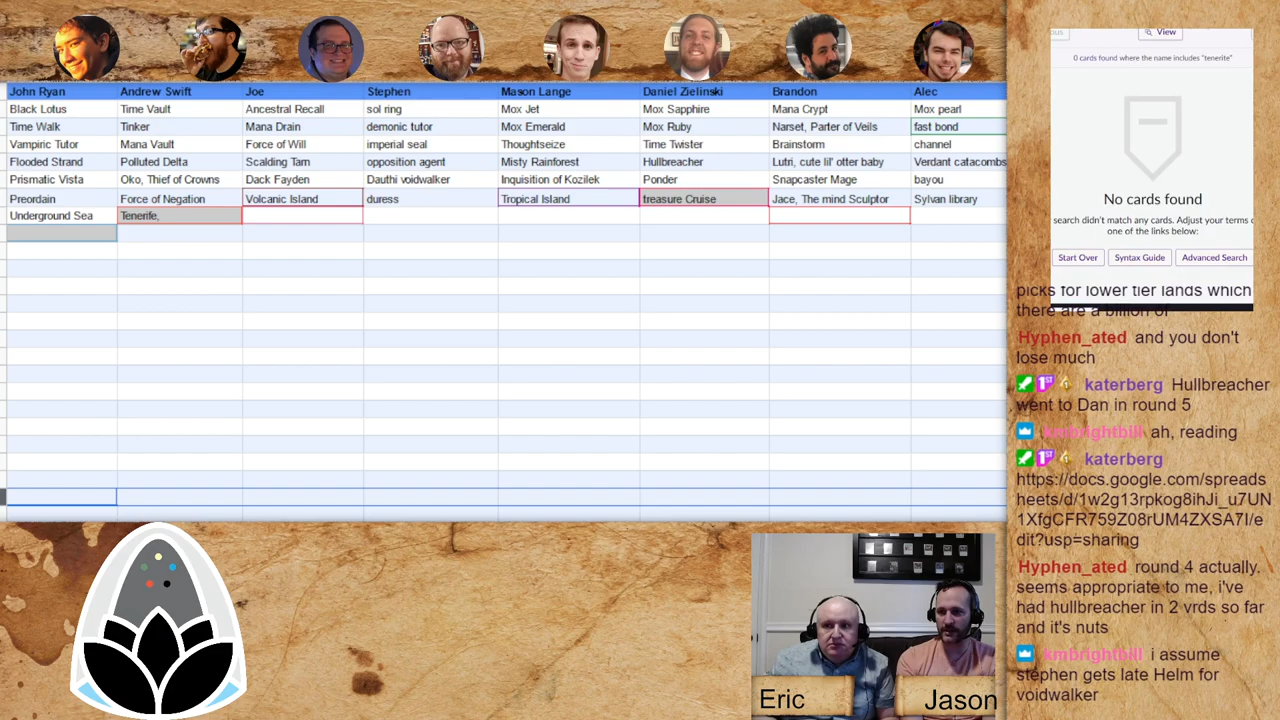 John Ryan Andrew Swift Joe Stephen Mason Lange Daniel Zielinski Brandon Alec
Black Lotus Time Vault Ancestral Recall sol ring Mox Jet Mox Sapphire Mana Crypt Mox pearl
Time Walk Tinker Mana Drain demonic tutor Mox Emerald Mox Ruby Narset, Parter of Veils fast bond
Vampiric Tutor Mana Vault Force of Will imperial seal Thoughtseize Time Twister Brainstorm channel
Flooded Strand Polluted Delta Scalding Tarn opposition agent Misty Rainforest Hullbreacher Lutri, cute lil' otter baby Verdant catacombs
Prismatic Vista Oko, Thief of Crowns Dack Fayden Dauthi voidwalker Inquisition of Kozilek Ponder Snapcaster Mage bayou
Preordain Force of Negation Volcanic Island duress Tropical Island treasure Cruise Jace, The mind Sculptor Sylvan library
Underground Sea Tenerife,
View
0 cards found where the name includes "tenerite"
No cards found
search didn't match any cards. Adjust your terms
one of the links below:
Start Over Syntax Guide Advanced Search
picks for lower tier lands which
there are a billion of
Hyphen_ated and you don't
lose much
katerberg Hullbreacher
went to Dan in round 5
kmbrightbill ah, reading
katerberg
https://docs.google.com/spreads
heets/d/1w2g13rpkog8ihJi_u7UN
1XfgCFR759Z08rUM4ZXSA7I/e
dit?usp=sharing
Hyphen_ated round 4 actually.
seems appropriate to me, i've
had hullbreacher in 2 vrds so far
and it's nuts
kmbrightbill i assume
stephen gets late Helm for
voidwalker
Eric
Jason